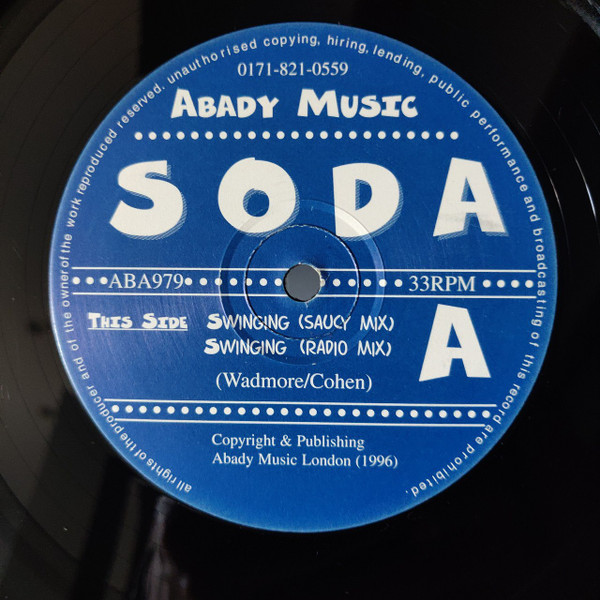 all rights of the producer and of the owner of the work reproduced reserved. unauthorised copying, hiring, lending, public performance and broadcasting of this record are prohibited.
0171-821-0559
ABADY MUSIC
SODA
ABA979 33RPM
THIS SIDE SWINGING (SAUCY MIX) A
SWINGING (RADIO MIX)
(Wadmore/Cohen)
Copyright & Publishing
Abady Music London (1996)